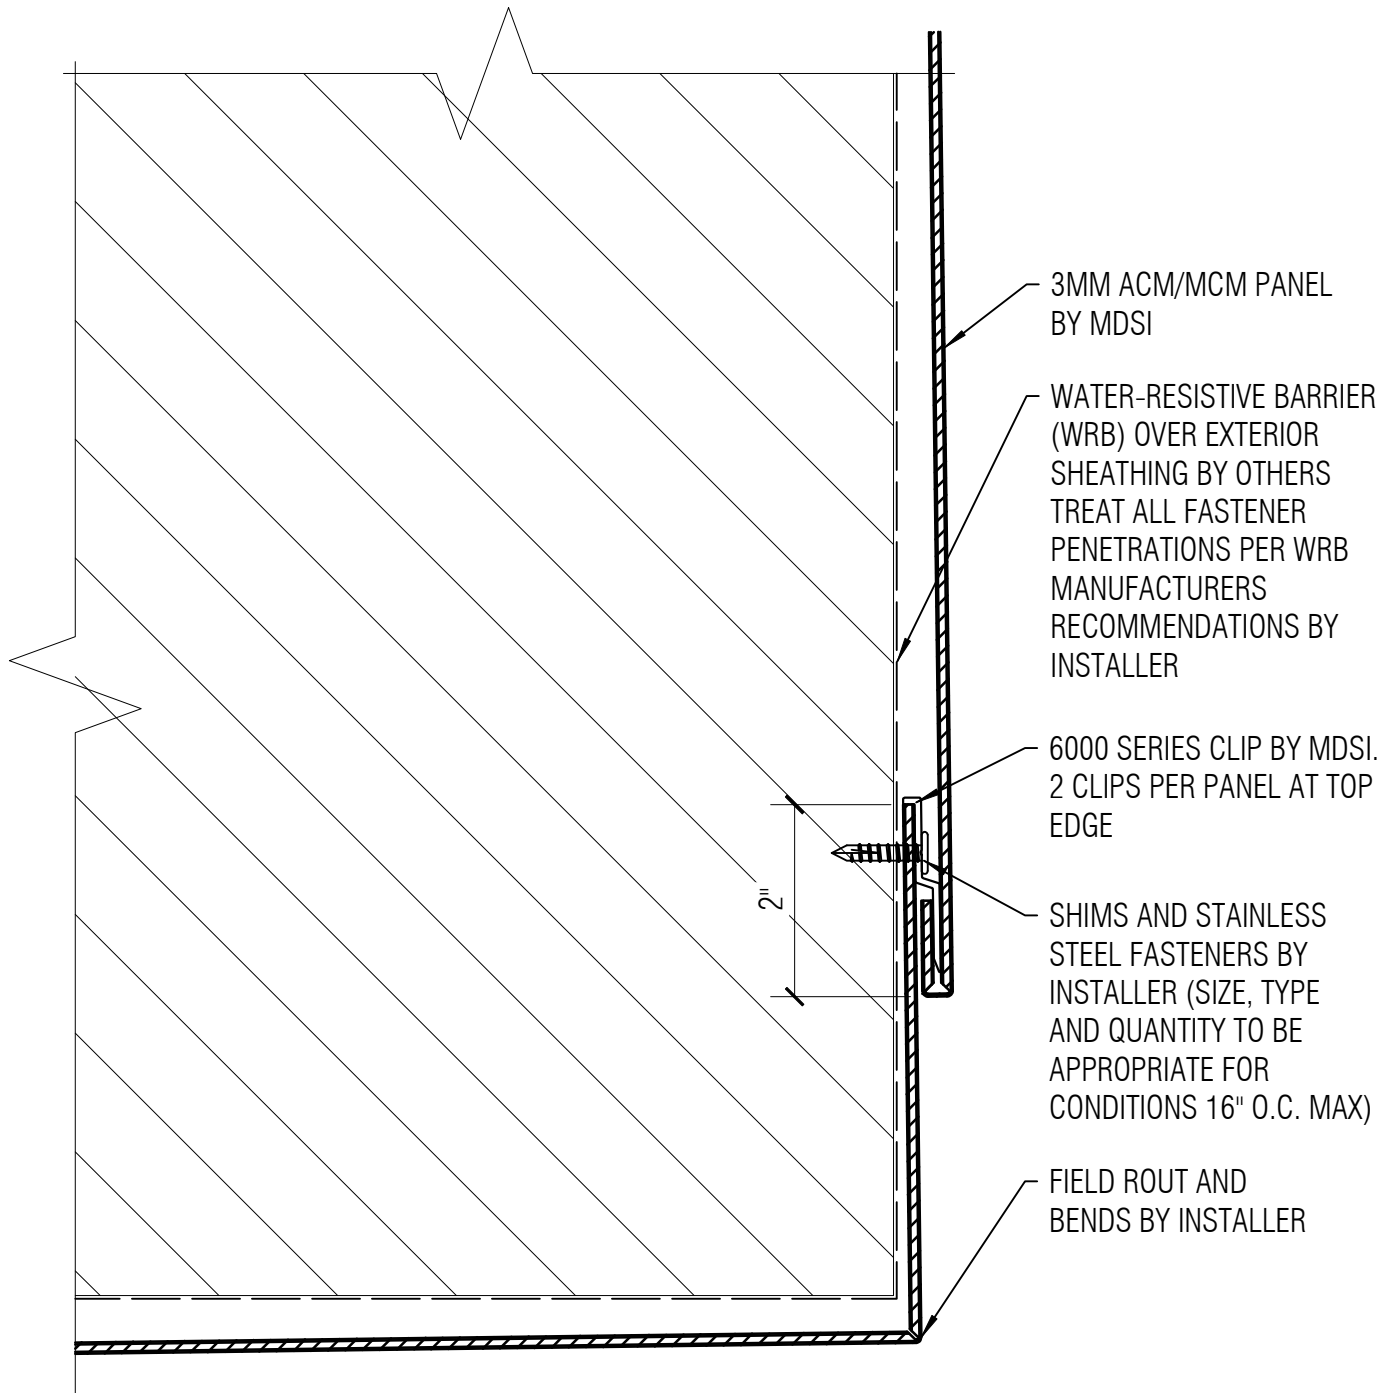 3MM ACM/MCM PANEL
BY MDSI
WATER-RESISTIVE BARRIER
(WRB) OVER EXTERIOR
SHEATHING BY OTHERS
TREAT ALL FASTENER
PENETRATIONS PER WRB
MANUFACTURERS
RECOMMENDATIONS BY
INSTALLER
6000 SERIES CLIP BY MDSI.
2 CLIPS PER PANEL AT TOP
EDGE
2"
SHIMS AND STAINLESS
STEEL FASTENERS BY
INSTALLER (SIZE, TYPE
AND QUANTITY TO BE
APPROPRIATE FOR
CONDITIONS 16" O.C. MAX)
FIELD ROUT AND
BENDS BY INSTALLER